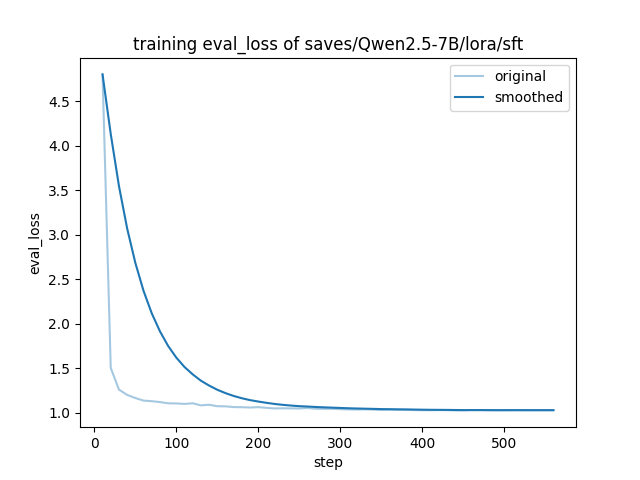 training eval_loss of saves/Qwen2.5-7B/lora/sft
original
smoothed
4.5
4.0
3.5
3.0
2.5
2.0
1.5
1.0
eval_loss
0 100 200 300 400 500
step